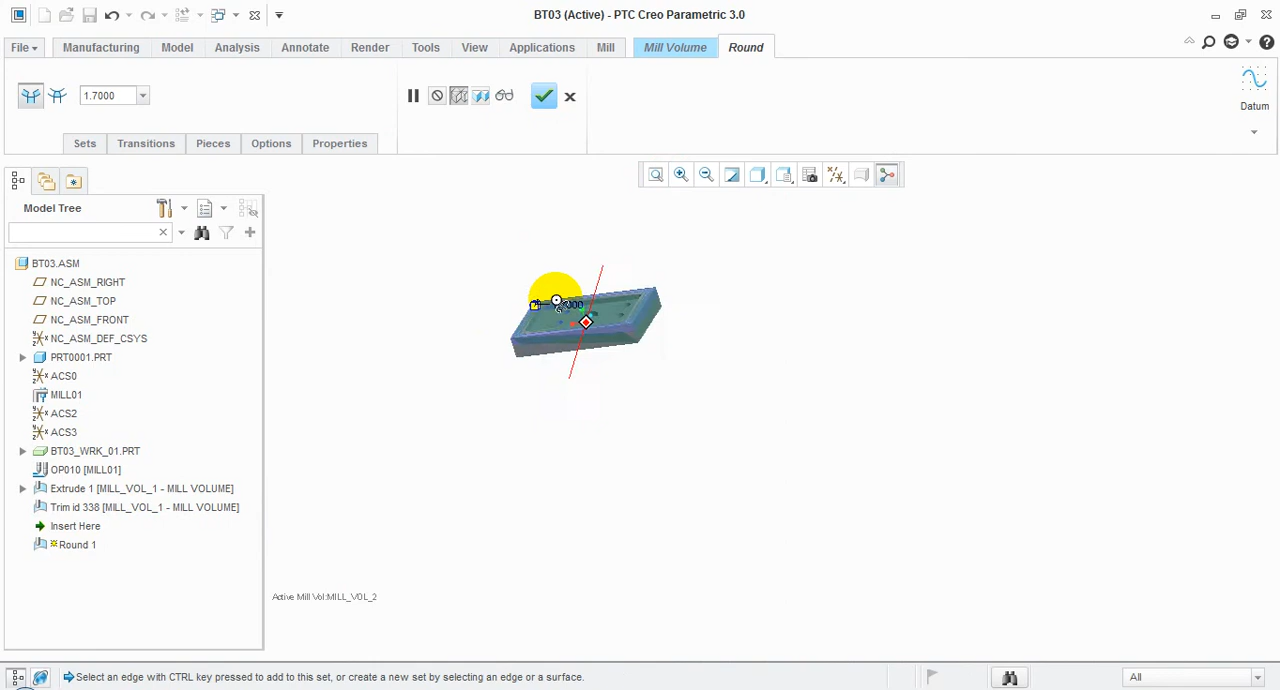 BT03 (Active) - PTC Creo Parametric 3.0
File Manufacturing Model Analysis Annotate Render Tools View Applications Mill Mill Volume Round
1.7000
Datum
Sets Transitions Pieces Options Properties
Model Tree
BT03.ASM
NC_ASM_RIGHT
NC_ASM_TOP
NC_ASM_FRONT
NC_ASM_DEF_CSYS
PRT0001.PRT
ACS0
MILL01
ACS2
ACS3
BT03_WRK_01.PRT
OP010 [MILL01]
Extrude 1 [MILL_VOL_1 - MILL VOLUME]
Trim id 338 [MILL_VOL_1 - MILL VOLUME]
Insert Here
Round 1
Active Mill Vol:MILL_VOL_2
Select an edge with CTRL key pressed to add to this set, or create a new set by selecting an edge or a surface.
All